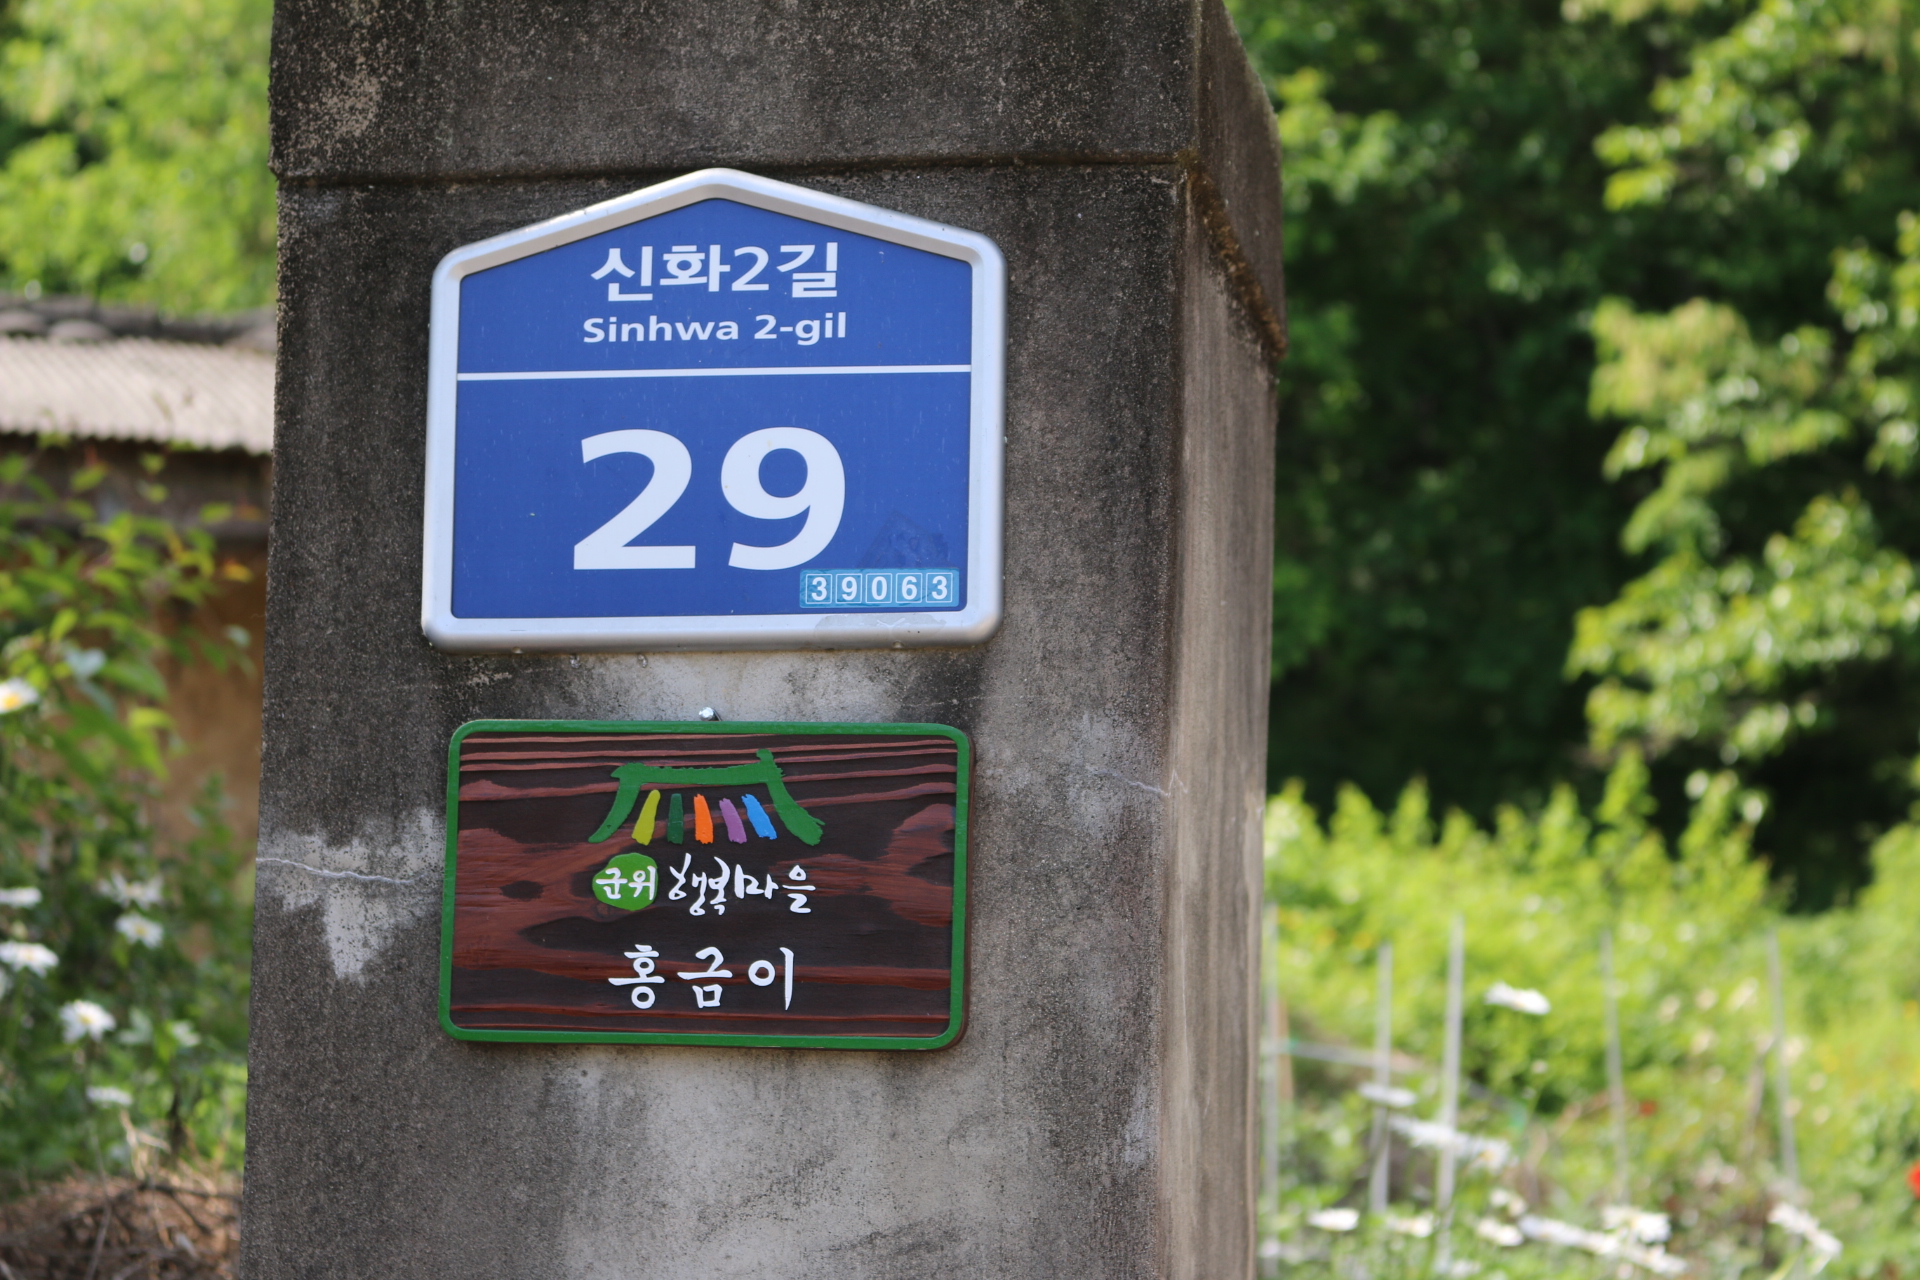 신화2길
Sinhwa 2-gil
29
39063
군위 행복마을
홍금이